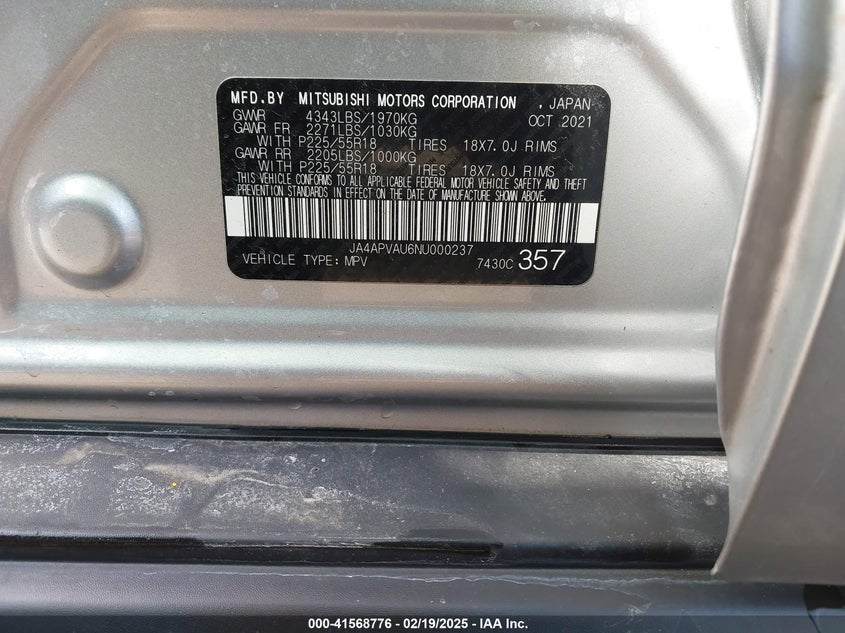 MFD.BY MITSUBISHI MOTORS CORPORATION , JAPAN
GVWR 4343LBS/1970KG OCT 2021
GAWR FR 2271LBS/1030KG
WITH P225/55R18 TIRES 18X7.0J RIMS
GAWR RR 2205LBS/1000KG
WITH P225/55R18 TIRES 18X7.0J RIMS
THIS VEHICLE CONFORMS TO ALL APPLICABLE FEDERAL MOTOR VEHICLE SAFETY AND THEFT
PREVENTION STANDARDS IN EFFECT ON THE DATE OF MANUFACTURE SHOWN ABOVE.
JA4APVAU6NU000237
VEHICLE TYPE: MPV 7430C 357
000-41568776 - 02/19/2025 - IAA Inc.